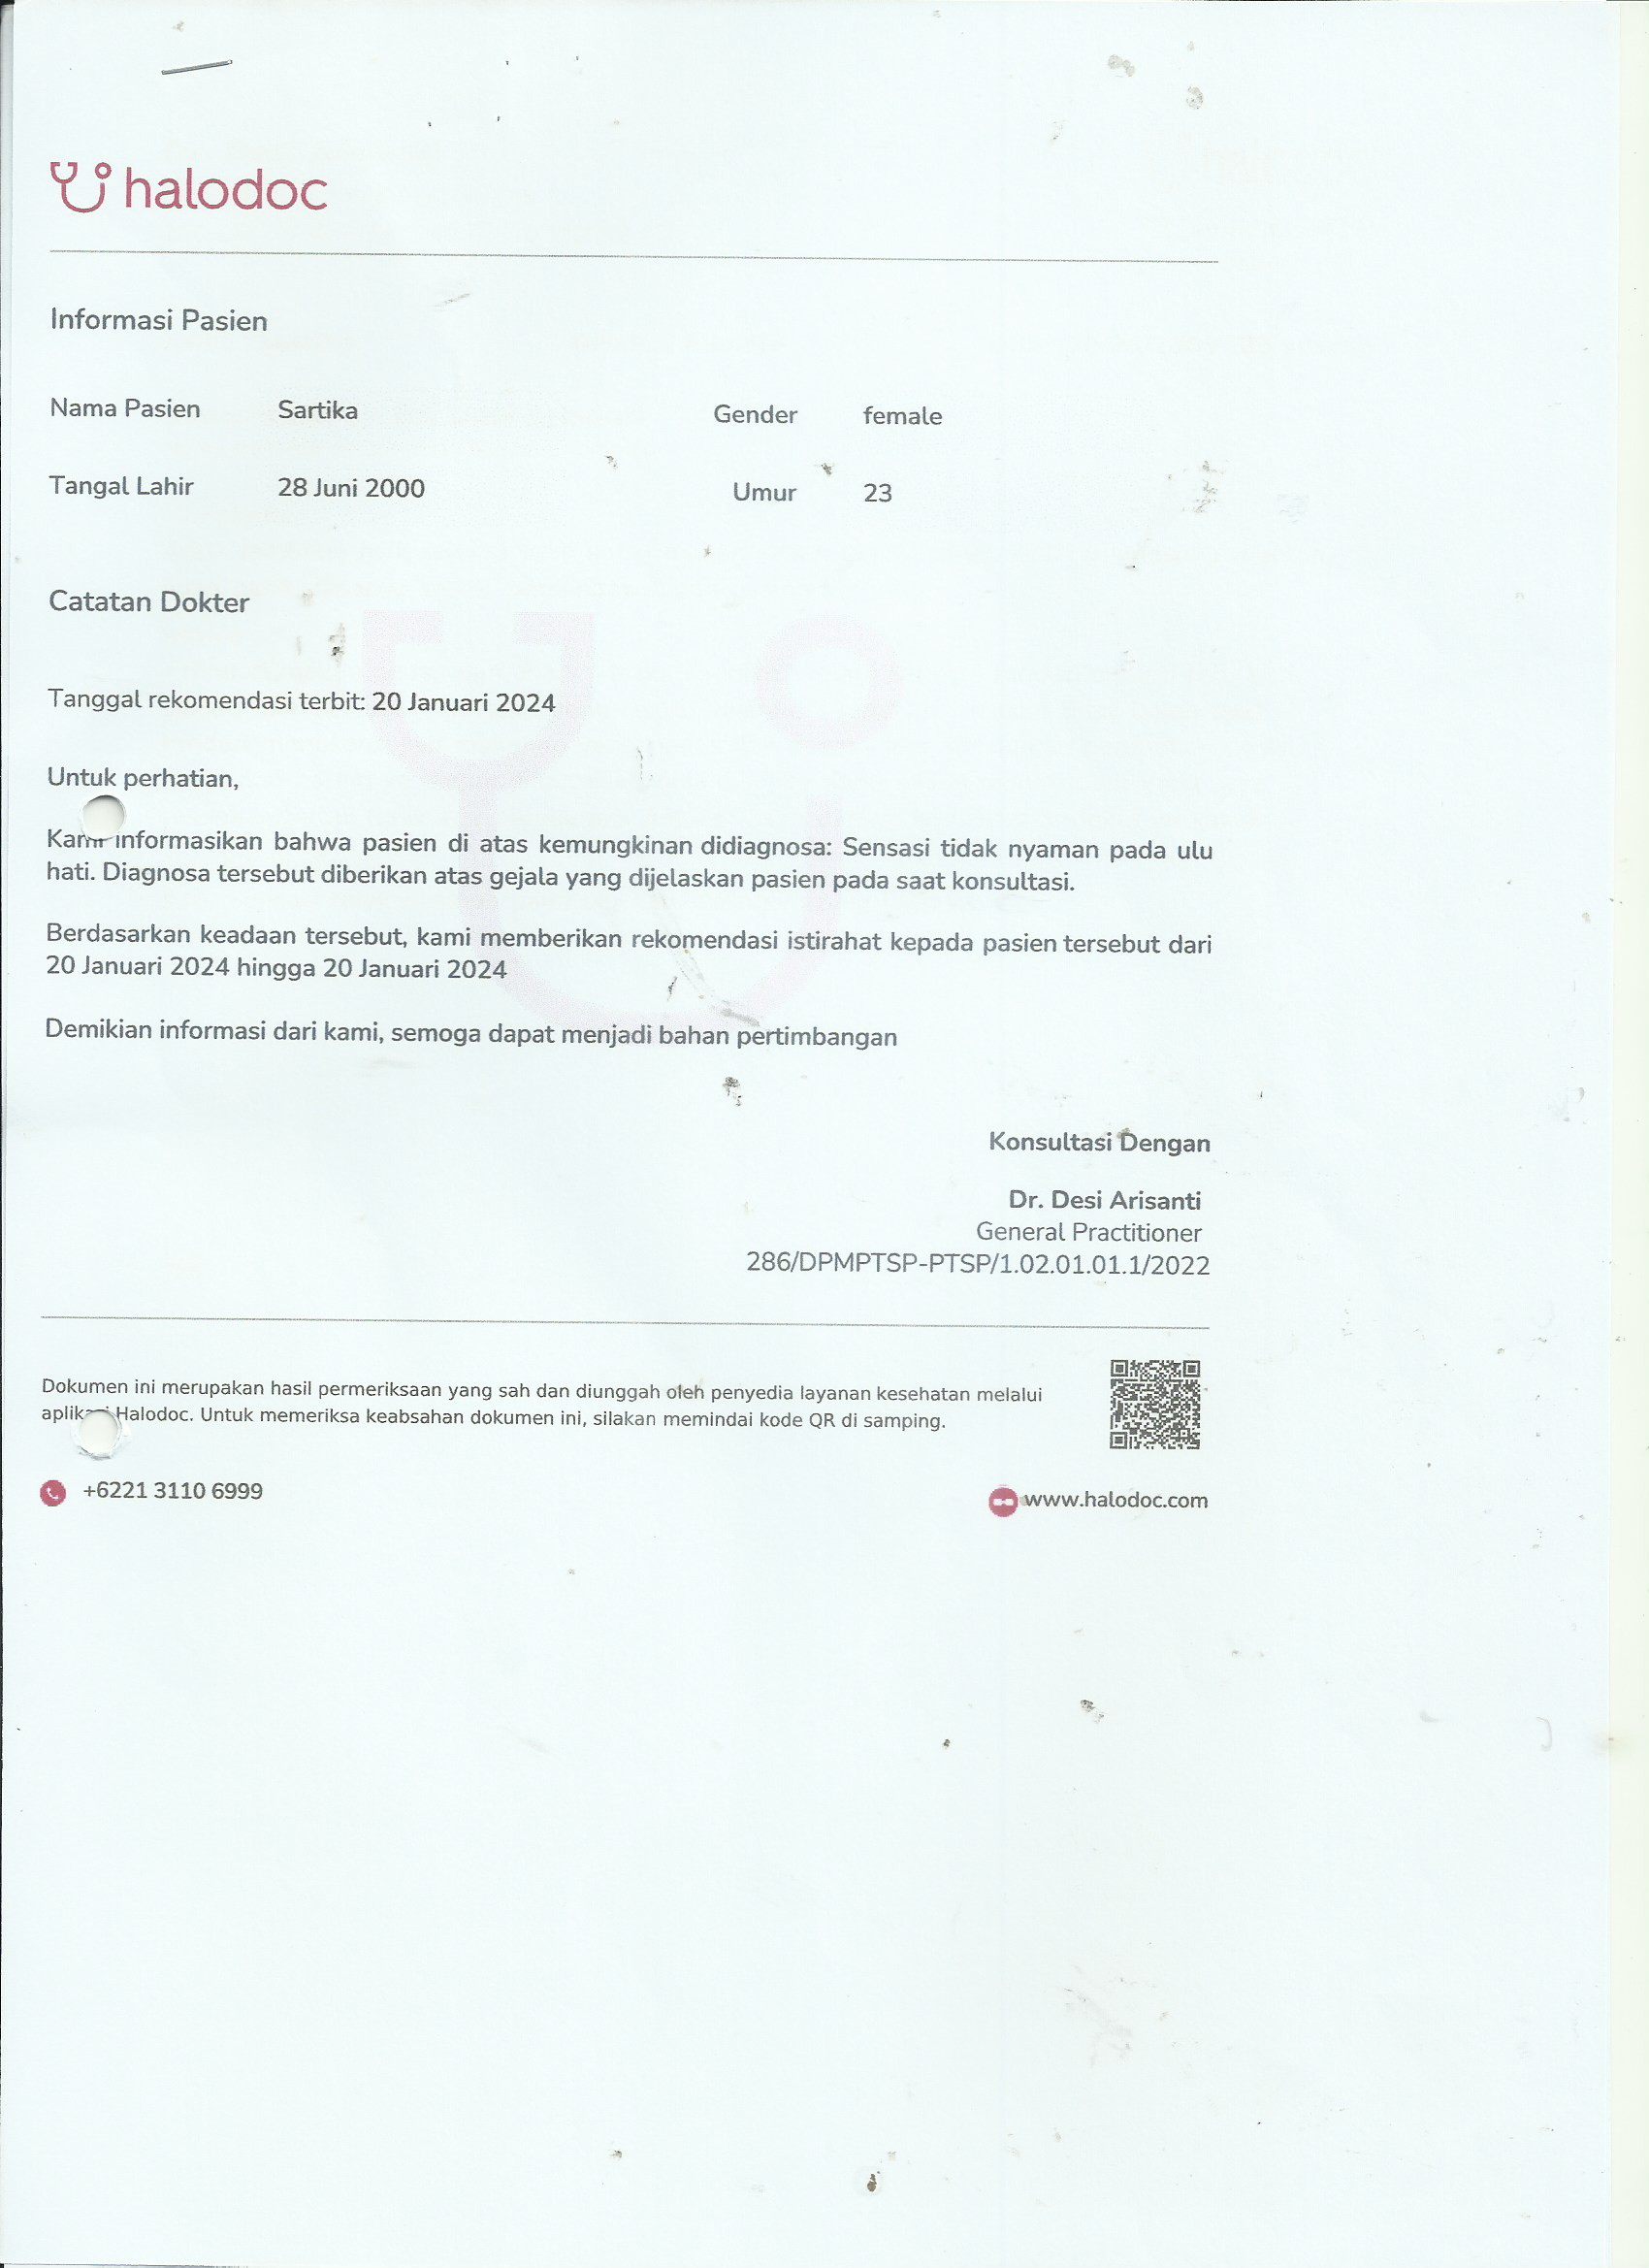 halodoc
Informasi Pasien
Nama Pasien Sartika Gender female
Tangal Lahir 28 Juni 2000 Umur 23
Catatan Dokter
Tanggal rekomendasi terbit: 20 Januari 2024
Untuk perhatian,
Kami informasikan bahwa pasien di atas kemungkinan didiagnosa: Sensasi tidak nyaman pada ulu
hati. Diagnosa tersebut diberikan atas gejala yang dijelaskan pasien pada saat konsultasi.
Berdasarkan keadaan tersebut, kami memberikan rekomendasi istirahat kepada pasien tersebut dari
20 Januari 2024 hingga 20 Januari 2024
Demikian informasi dari kami, semoga dapat menjadi bahan pertimbangan
Konsultasi Dengan
Dr. Desi Arisanti
General Practitioner
286/DPMPTSP-PTSP/1.02.01.01.1/2022
Dokumen ini merupakan hasil permeriksaan yang sah dan diunggah oleh penyedia layanan kesehatan melalui
aplikasi Halodoc. Untuk memeriksa keabsahan dokumen ini, silakan memindai kode QR di samping.
+6221 3110 6999
www.halodoc.com